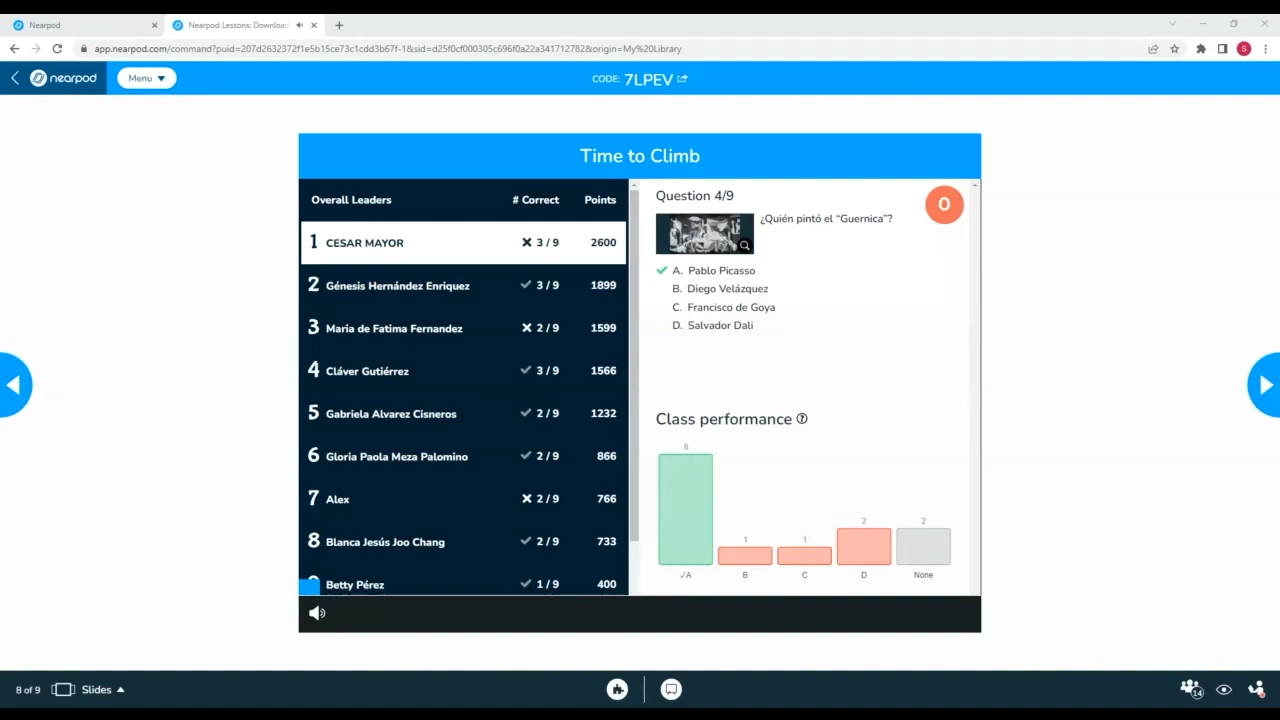 Nearpod
Nearpod Lessons: Downloa
app.nearpod.com/command?puid=207d2632372f1e5b15ce73c1cdd3b67f-1&sid=d25f0cf000305c696f0a22a341712782&origin=My%20Library
S
nearpod
Menu
CODE: 7LPEV
Time to Climb
Overall Leaders # Correct Points
1 CESAR MAYOR 3 / 9 2600
2 Génesis Hernández Enriquez 3 / 9 1899
3 Maria de Fatima Fernandez 2 / 9 1599
4 Cláver Gutiérrez 3 / 9 1566
5 Gabriela Alvarez Cisneros 2 / 9 1232
6 Gloria Paola Meza Palomino 2 / 9 866
7 Alex 2 / 9 766
8 Blanca Jesús Joo Chang 2 / 9 733
Betty Pérez 1 / 9 400
Question 4/9
0
¿Quién pintó el “Guernica”?
A. Pablo Picasso
B. Diego Velázquez
C. Francisco de Goya
D. Salvador Dali
Class performance
6
1
1
2
2
✓A B C D None
8 of 9 Slides
14